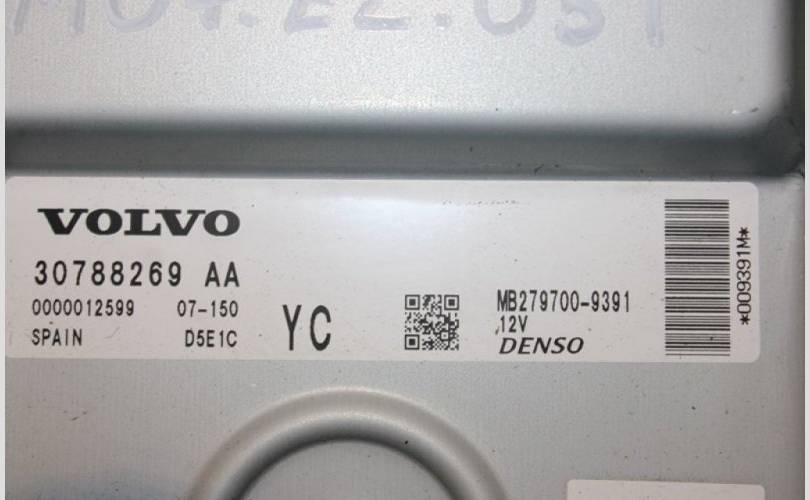 VOLVO
30788269 AA
0000012599 07-150
SPAIN D5E1C
YC
MB279700-9391
12V
DENSO
*009391M*